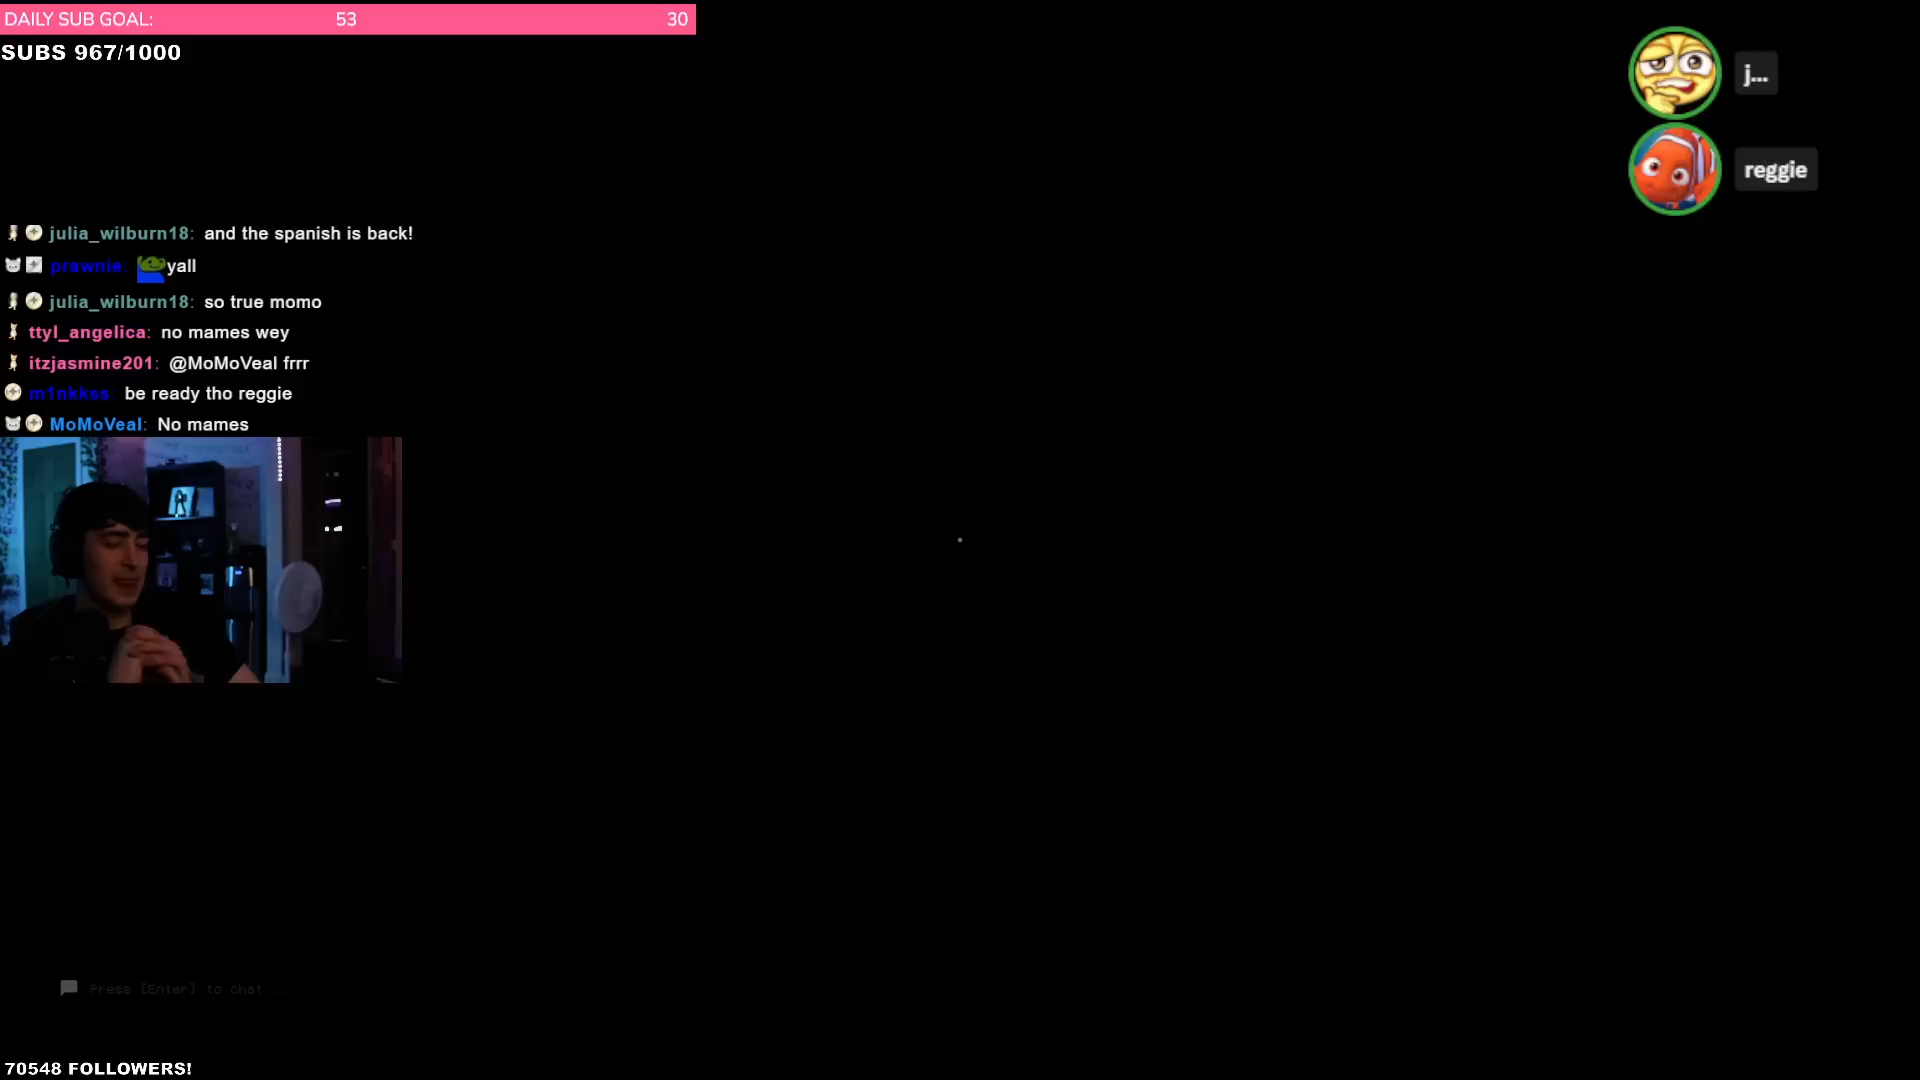 DAILY SUB GOAL: 53 30
SUBS 967/1000
j...
reggie
julia_wilburn18: and the spanish is back!
prawnie: yall
julia_wilburn18: so true momo
ttyl_angelica: no mames wey
itzjasmine201: @MoMoVeal frrr
m1nkkss: be ready tho reggie
MoMoVeal: No mames
Press [Enter] to chat...
70548 FOLLOWERS!